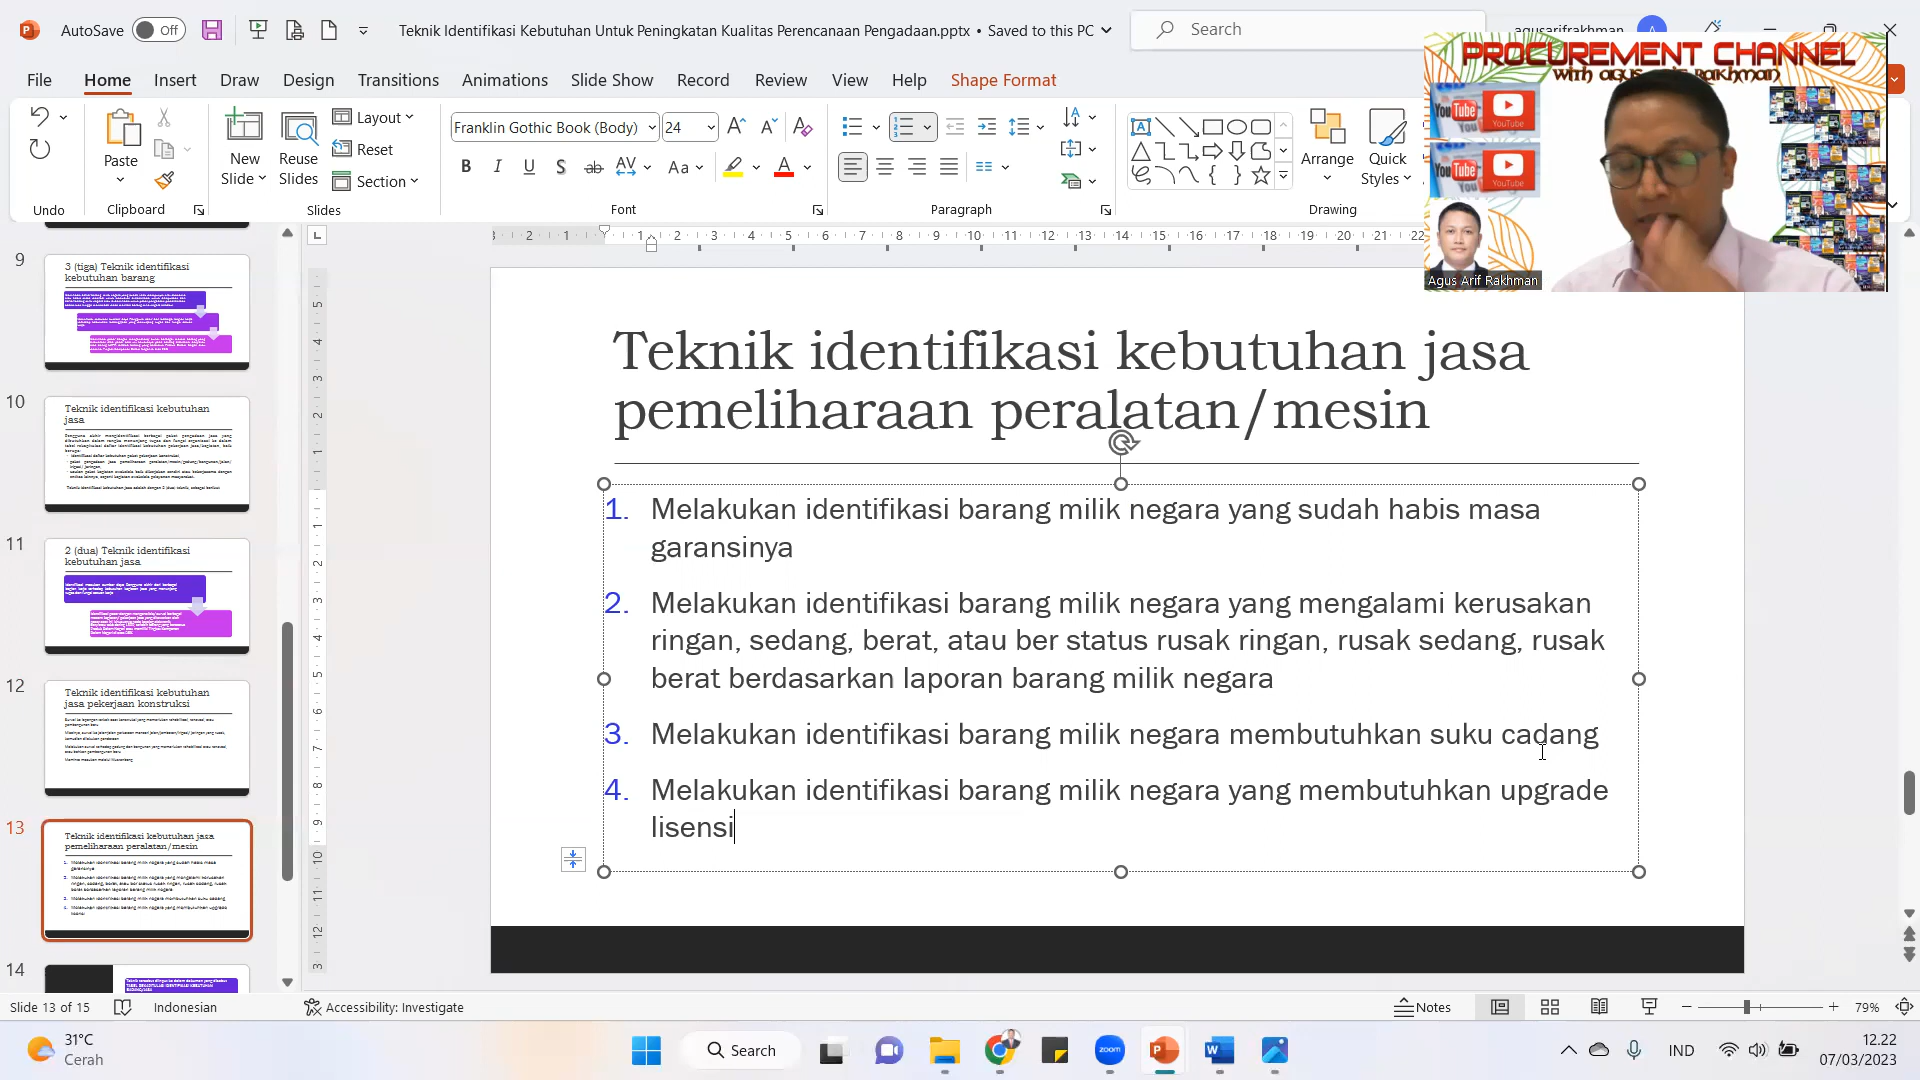 AutoSave Off Teknik Identifikasi Kebutuhan Untuk Peningkatan Kualitas Perencanaan Pengadaan.pptx • Saved to this PC Search agusarifrakhman A
File Home Insert Draw Design Transitions Animations Slide Show Record Review View Help Shape Format
PROCUREMENT CHANNEL
with Agus Arif Rakhman
YouTube
YouTube
Agus Arif Rakhman
Paste
New Slide
Reuse Slides
Layout
Reset
Section
Franklin Gothic Book (Body) 24
Arrange
Quick Styles
Undo Clipboard Slides Font Paragraph Drawing
9
3 (tiga) Teknik identifikasi
kebutuhan barang
10
Teknik identifikasi kebutuhan
jasa
11
2 (dua) Teknik identifikasi
kebutuhan jasa
12
Teknik identifikasi kebutuhan
jasa pekerjaan konstruksi
13
Teknik identifikasi kebutuhan jasa
pemeliharaan peralatan/mesin
14
Teknik identifikasi kebutuhan jasa
pemeliharaan peralatan/mesin
1. Melakukan identifikasi barang milik negara yang sudah habis masa
garansinya
2. Melakukan identifikasi barang milik negara yang mengalami kerusakan
ringan, sedang, berat, atau ber status rusak ringan, rusak sedang, rusak
berat berdasarkan laporan barang milik negara
3. Melakukan identifikasi barang milik negara membutuhkan suku cadang
4. Melakukan identifikasi barang milik negara yang membutuhkan upgrade
lisensi
Slide 13 of 15 Indonesian Accessibility: Investigate Notes 79%
31°C
Cerah
Search
zoom
IND
12.22
07/03/2023